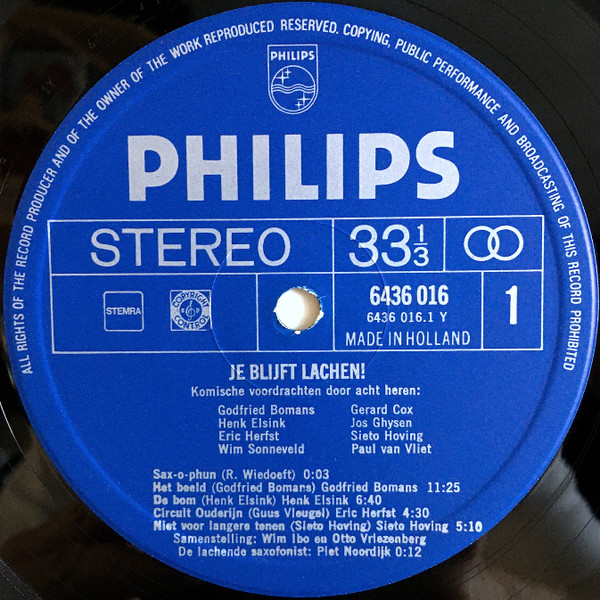 ALL RIGHTS OF THE RECORD PRODUCER AND OF THE OWNER OF THE WORK REPRODUCED RESERVED. COPYING, PUBLIC PERFORMANCE AND BROADCASTING OF THIS RECORD PROHIBITED
PHILIPS
PHILIPS
STEREO
33 1/3
STEMRA
COPYRIGHT CONTROL
6436 016
6436 016.1 Y
MADE IN HOLLAND
1
JE BLIJFT LACHEN!
Komische voordrachten door acht heren:
Godfried Bomans Gerard Cox
Henk Elsink Jos Ghysen
Eric Herfst Sieto Hoving
Wim Sonneveld Paul van Vliet
Sax-o-phun (R. Wiedoeft) 0:03
Het beeld (Godfried Bomans) Godfried Bomans 11:25
De bom (Henk Elsink) Henk Elsink 6:40
Circuit Ouderijn (Guus Vleugel) Eric Herfst 4:30
Niet voor langere tenen (Sieto Hoving) Sieto Hoving 5:10
Samenstelling: Wim Ibo en Otto Vriezenberg
De lachende saxofonist: Piet Noordijk 0:12